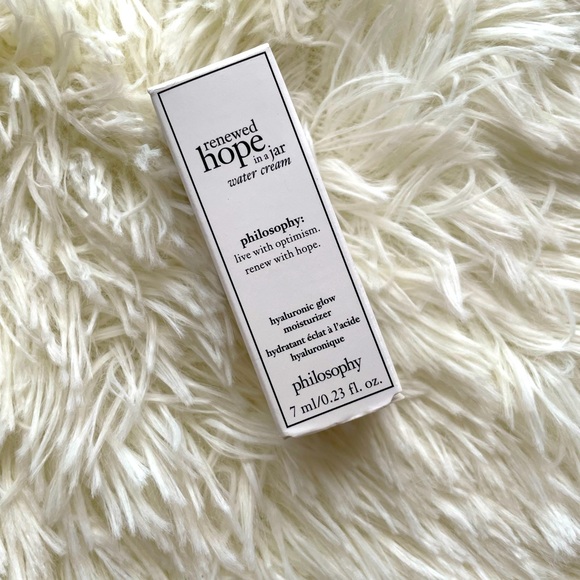 renewed
hope in a jar
water cream
philosophy:
live with optimism.
renew with hope.
hyaluronic glow
moisturizer
hydratant éclat à l'acide
hyaluronique
philosophy
7 ml/0.23 fl. oz.